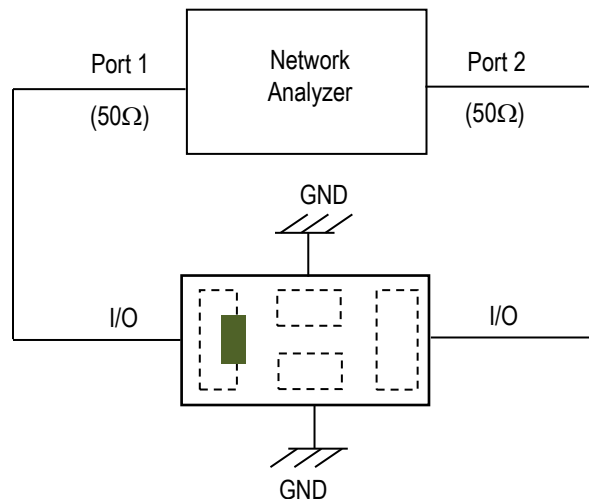 Port 1
(50Ω)
Network
Analyzer
Port 2
(50Ω)
GND
I/O
I/O
GND